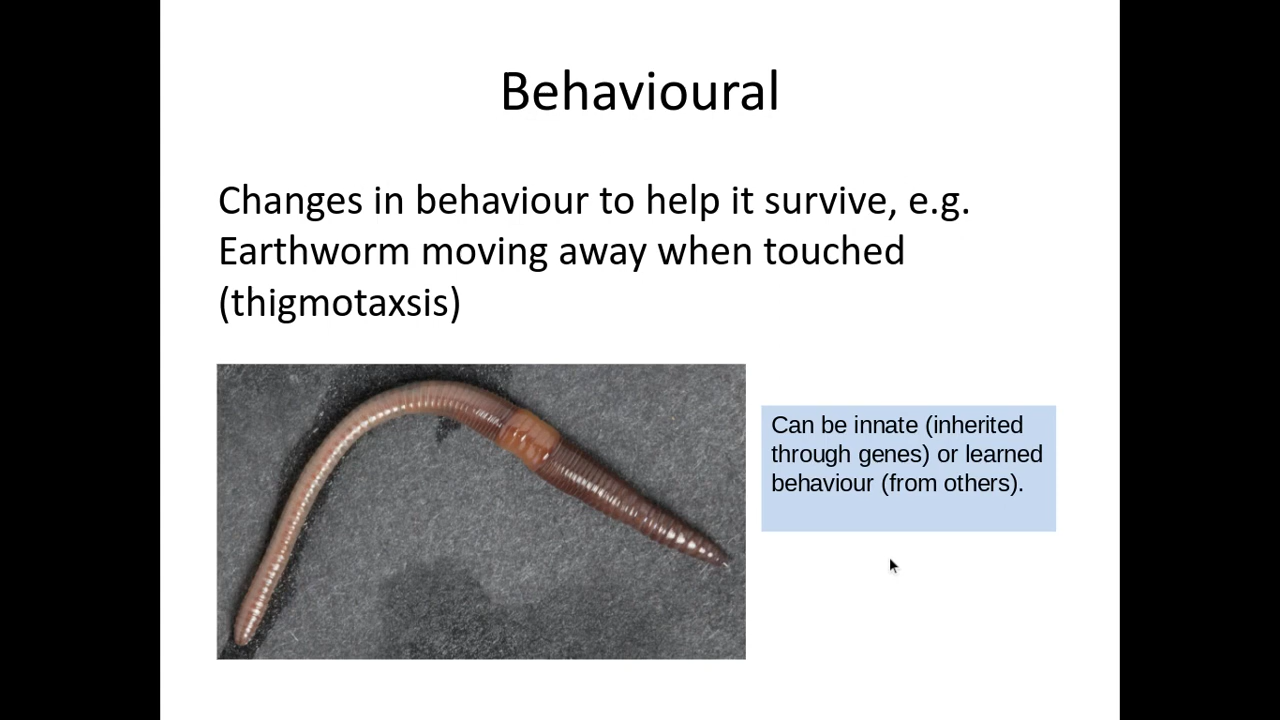 Behavioural
Changes in behaviour to help it survive, e.g.
Earthworm moving away when touched
(thigmotaxsis)
Can be innate (inherited
through genes) or learned
behaviour (from others).